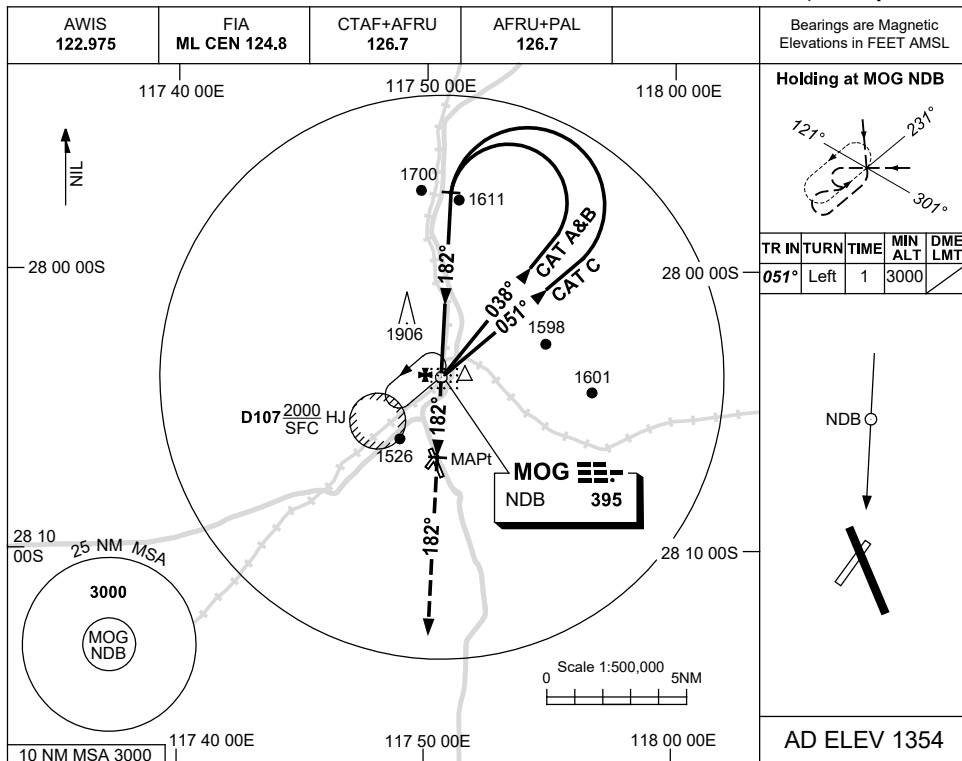 AWIS
122.975
FIA
ML CEN 124.8
CTAF+AFRU
126.7
AFRU+PAL
126.7
Bearings are Magnetic
Elevations in FEET AMSL
117 40 00E
117 50 00E
118 00 00E
NIL
1700
1611
182°
CAT A&B
CAT C
038°
051°
28 00 00S
28 00 00S
1906
1598
1601
D107 2000 HJ
SFC
182°
1526
MAPt
MOG
NDB 395
182°
28 10
00S
28 10 00S
25 NM MSA
3000
MOG
NDB
Scale 1:500,000
0 5NM
10 NM MSA 3000
117 40 00E
117 50 00E
118 00 00E
Holding at MOG NDB
121°
231°
301°
TR IN TURN TIME MIN ALT DME LMT
051° Left 1 3000
NDB
AD ELEV 1354